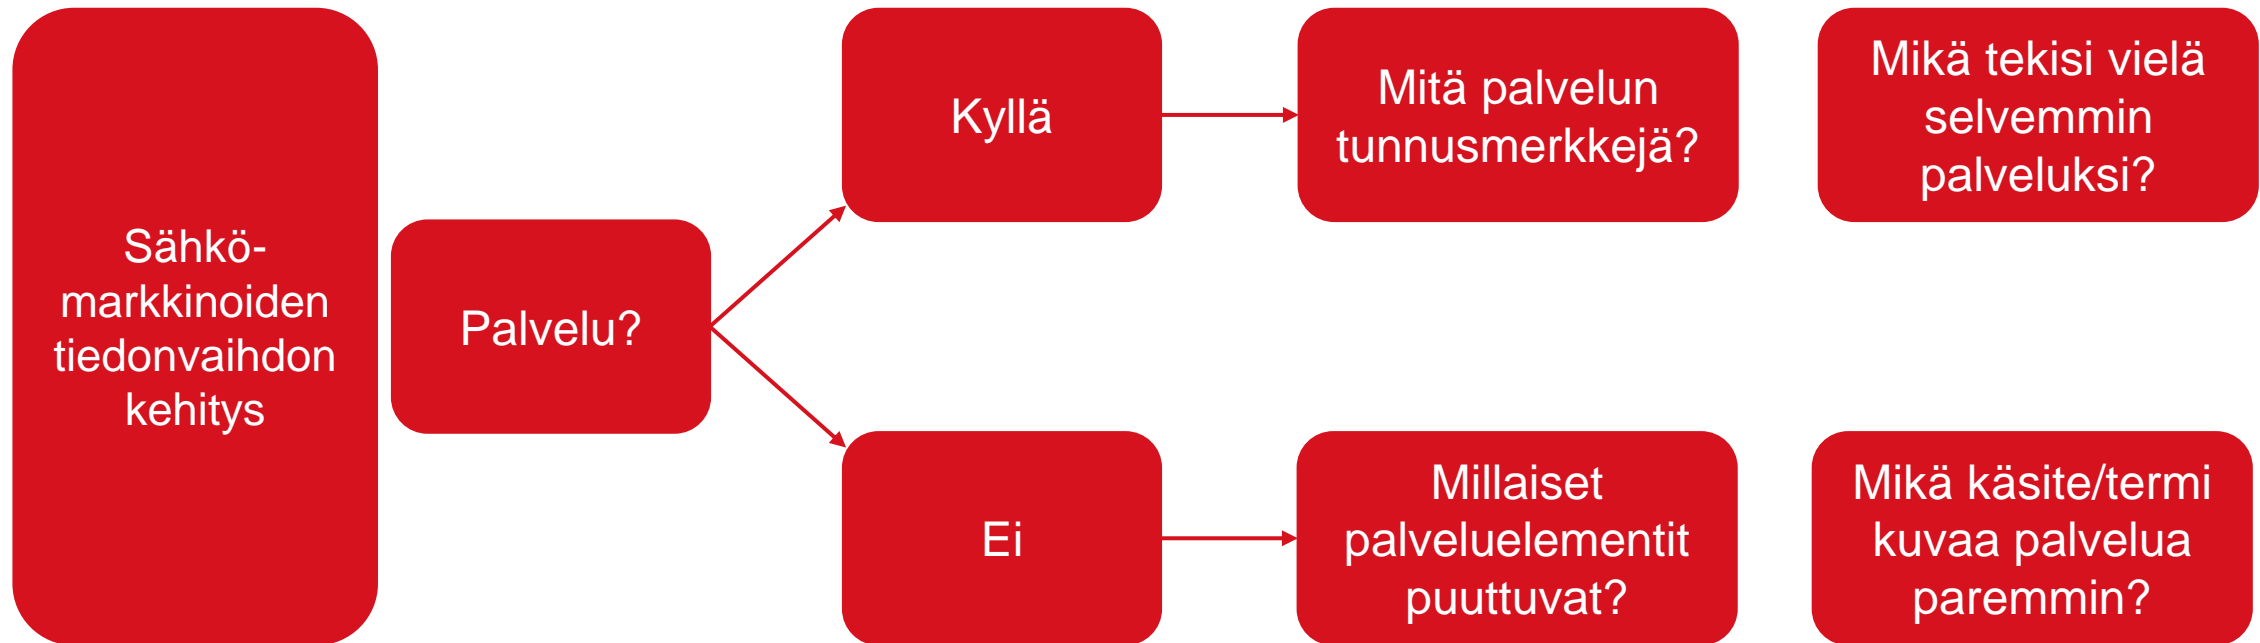 Sähkö-
markkinoiden
tiedonvaihdon
kehitys
Palvelu?
Kyllä
Mitä palvelun
tunnusmerkkejä?
Mikä tekisi vielä
selvemmin
palveluksi?
Ei
Millaiset
palveluelementit
puuttuvat?
Mikä käsite/termi
kuvaa palvelua
paremmin?